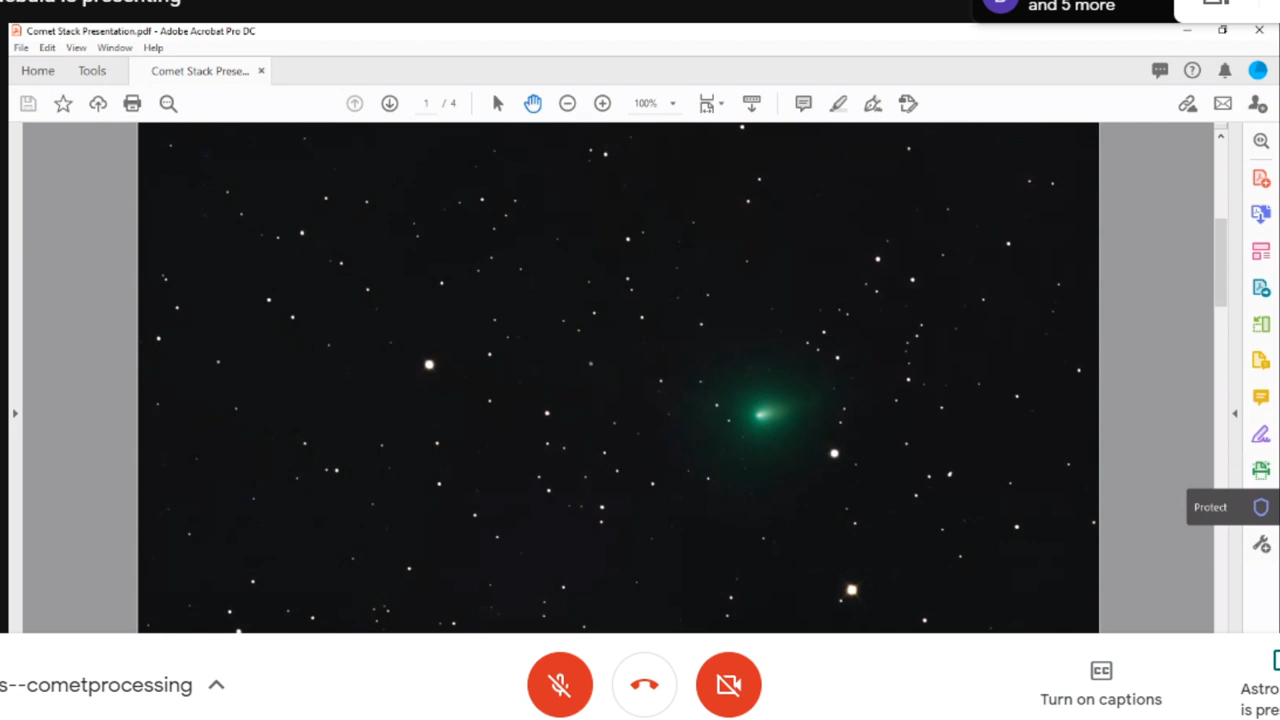 is presenting
and 5 more
Comet Stack Presentation.pdf - Adobe Acrobat Pro DC
File Edit View Window Help
Home Tools Comet Stack Prese... ×
1 / 4 100%
Protect
s--cometprocessing
CC
Turn on captions
Astro
is pre